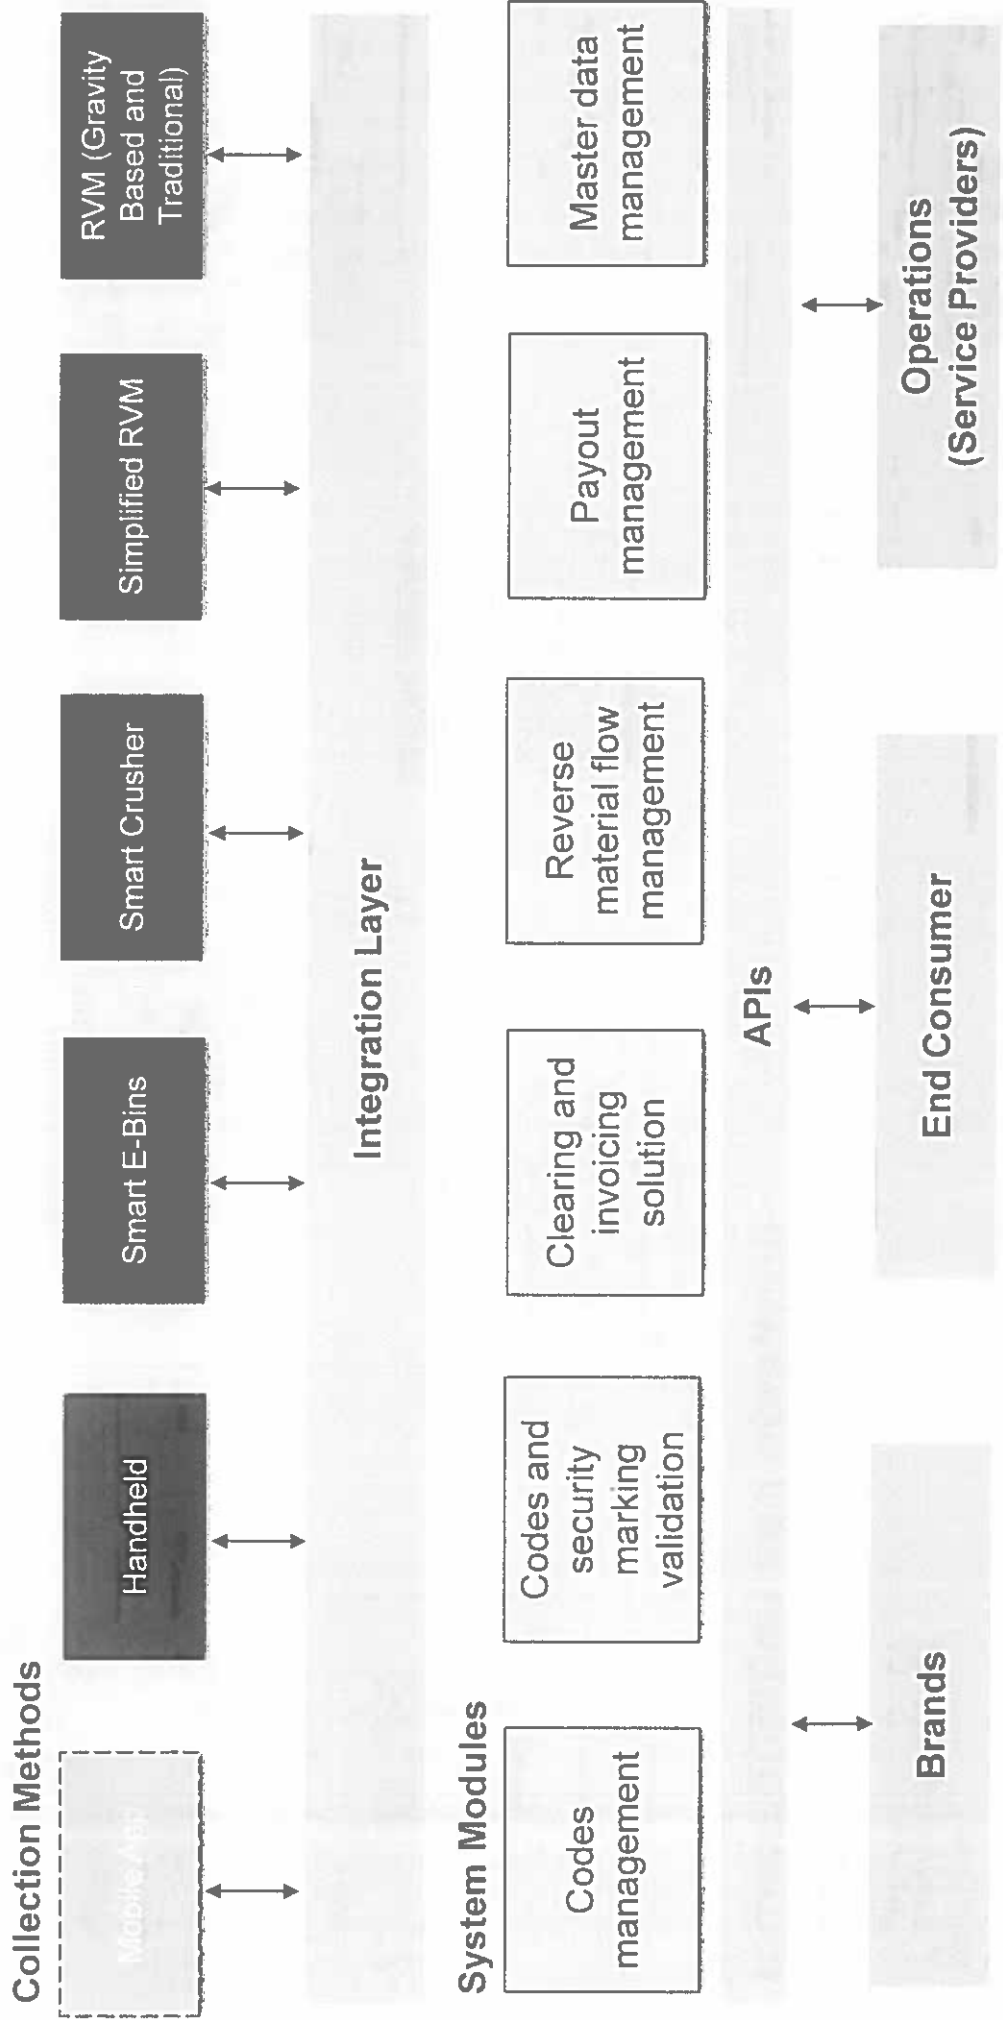 Collection Methods
Mobile App
Handheld
Smart E-Bins
Smart Crusher
Simplified RVM
RVM (Gravity
Based and
Traditional)
Integration Layer
System Modules
Codes
management
Codes and
security
marking
validation
Clearing and
invoicing
solution
Reverse
material flow
management
Payout
management
Master data
management
APIs
Brands
End Consumer
Operations
(Service Providers)